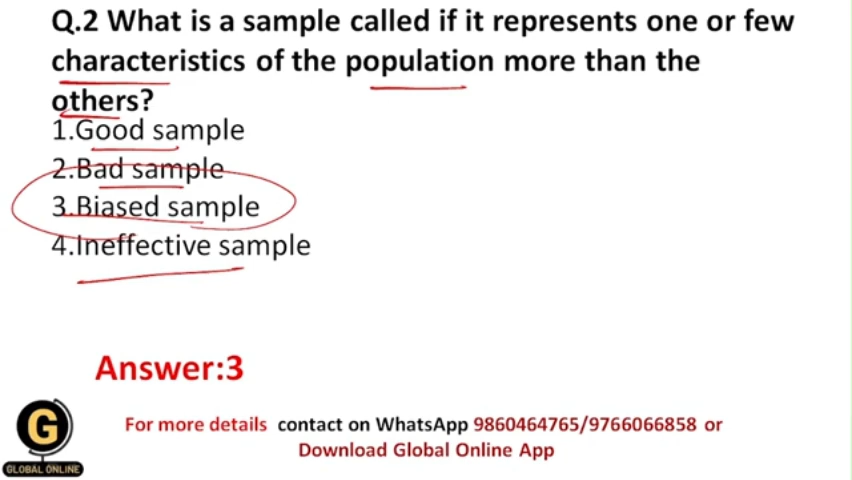 Q.2 What is a sample called if it represents one or few
characteristics of the population more than the
others?
1.Good sample
2.Bad sample
3.Biased sample
4.Ineffective sample
Answer:3
G
GLOBAL ONLINE
For more details contact on WhatsApp 9860464765/9766066858 or
Download Global Online App